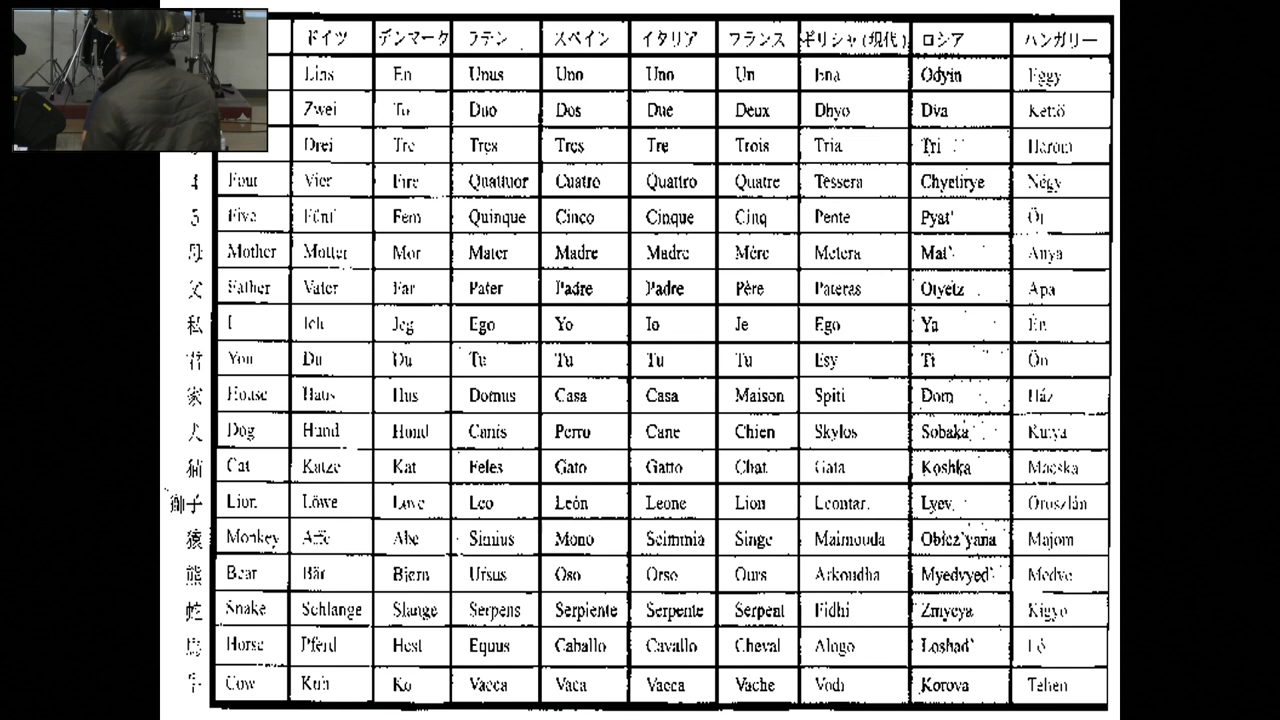 ドイツ デンマーク ラテン スペイン イタリア フランス ギリシャ(現代) ロシア ハンガリー
Eins En Unus Uno Uno Un Ena Odyin Eggy
Zwei To Duo Dos Due Deux Dhyo Dva Kettö
Drei Tre Tres Tres Tre Trois Tria Tri Harom
4 Four Vier Fire Quattuor Cuatro Quattro Quatre Tessera Chyetirye Négy
5 Five Fünf Fem Quinque Cinco Cinque Cinq Pente Pyat' Öt
母 Mother Mutter Mor Mater Madre Madre Mére Metera Mat` Anya
父 Father Vater Far Pater Padre Padre Père Pateras Otyetz Apa
私 I Ich Jeg Ego Yo Io Je Ego Ya Én
君 You Du Du Tu Tu Tu Tu Esy Ti Ön
家 House Haus Hus Domus Casa Casa Maison Spiti Dom Ház
犬 Dog Hund Hund Canis Perro Cane Chien Skylos Sobaka Kutya
猫 Cat Katze Kat Feles Gato Gatto Chat Gata Koshka Macska
獅子 Lion Löwe Løve Leo León Leone Lion Leontari Lyev Oroszlán
猿 Monkey Affe Abe Simius Mono Scimmia Singe Maimouda Oblez'yana Majom
熊 Bear Bär Bjørn Ursus Oso Orso Ours Arkoudha Myedvyed` Medve
蛇 Snake Schlange Slange Serpens Serpiente Serpente Serpent Fidhi Zmyeya Kigyo
馬 Horse Pferd Hest Equus Caballo Cavallo Cheval Alogo Loshad` Ló
牛 Cow Kuh Ko Vacca Vaca Vacca Vache Vodi Korova Tehen